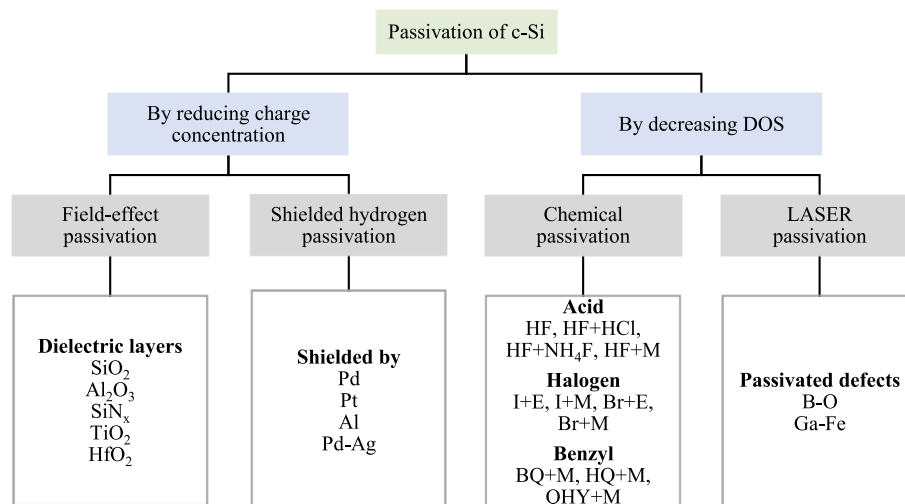 Passivation of c-Si
By reducing charge
concentration
By decreasing DOS
Field-effect
passivation
Shielded hydrogen
passivation
Chemical
passivation
LASER
passivation
Dielectric layers
SiO₂
Al₂O₃
SiNₓ
TiO₂
HfO₂
Shielded by
Pd
Pt
Al
Pd-Ag
Acid
HF, HF+HCl,
HF+NH₄F, HF+M
Halogen
I+E, I+M, Br+E,
Br+M
Benzyl
BQ+M, HQ+M,
QHY+M
Passivated defects
B-O
Ga-Fe